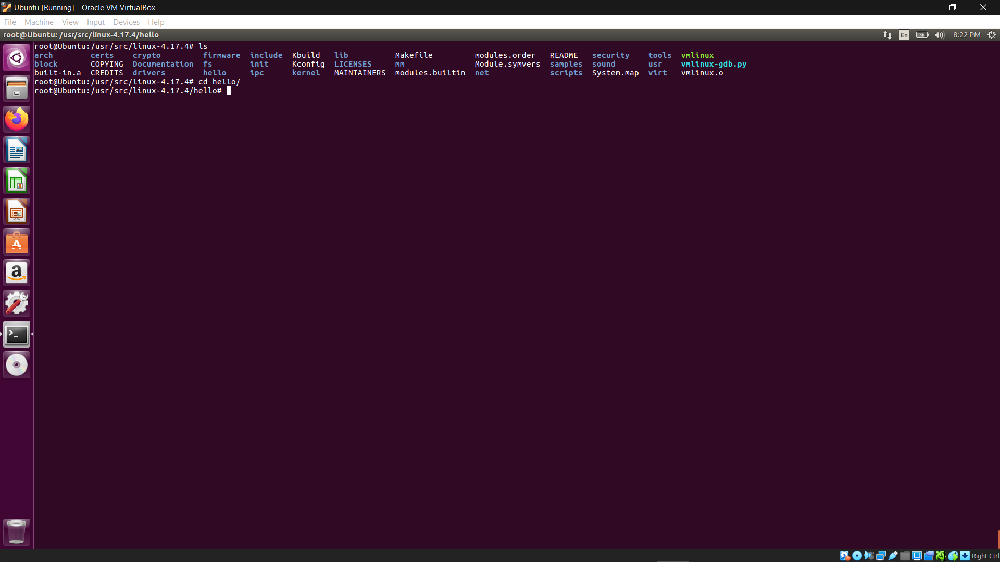 Ubuntu [Running] - Oracle VM VirtualBox
File Machine View Input Devices Help
root@Ubuntu: /usr/src/linux-4.17.4/hello En 8:22 PM
root@Ubuntu:/usr/src/linux-4.17.4# ls
arch certs crypto firmware include Kbuild lib Makefile modules.order README security tools vmlinux
block COPYING Documentation fs init Kconfig LICENSES mm Module.symvers samples sound usr vmlinux-gdb.py
built-in.a CREDITS drivers hello ipc kernel MAINTAINERS modules.builtin net scripts System.map virt vmlinux.o
root@Ubuntu:/usr/src/linux-4.17.4# cd hello/
root@Ubuntu:/usr/src/linux-4.17.4/hello#
Right Ctrl